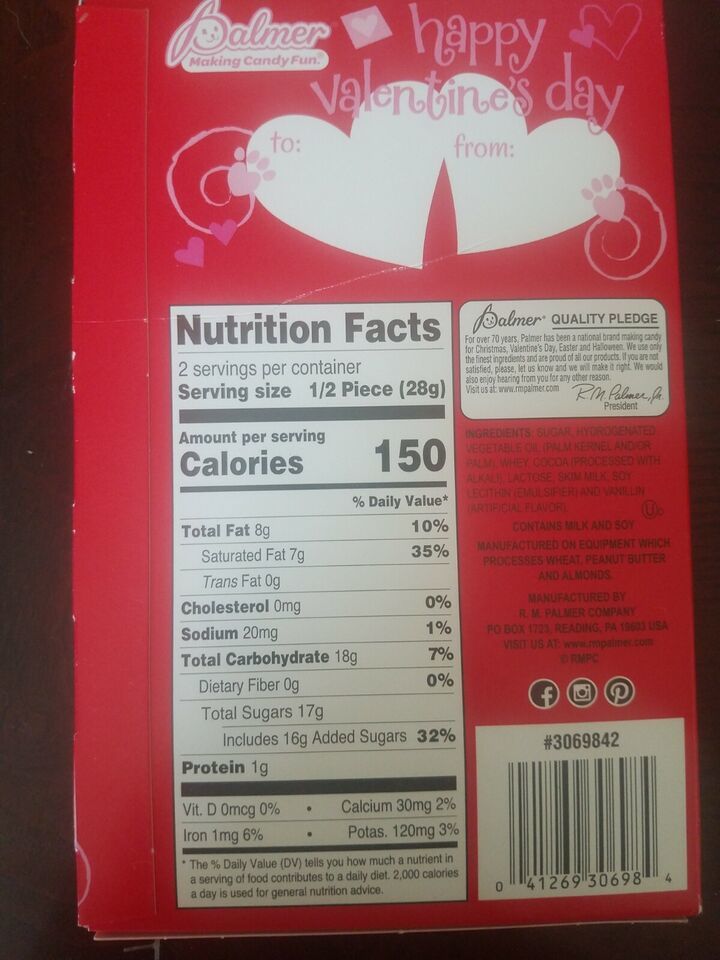 Palmer
Making Candy Fun.®
happy
valentine's day
to:
from:
Nutrition Facts
2 servings per container
Serving size 1/2 Piece (28g)
Amount per serving
Calories 150
% Daily Value*
Total Fat 8g 10%
Saturated Fat 7g 35%
Trans Fat 0g
Cholesterol 0mg 0%
Sodium 20mg 1%
Total Carbohydrate 18g 7%
Dietary Fiber 0g 0%
Total Sugars 17g
Includes 16g Added Sugars 32%
Protein 1g
Vit. D 0mcg 0% • Calcium 30mg 2%
Iron 1mg 6% • Potas. 120mg 3%
* The % Daily Value (DV) tells you how much a nutrient in
a serving of food contributes to a daily diet. 2,000 calories
a day is used for general nutrition advice.
Palmer® QUALITY PLEDGE
For over 70 years, Palmer has been a national brand making candy
for Christmas, Valentine's Day, Easter and Halloween. We use only
the finest ingredients and are proud of all our products. If you are not
satisfied, please, let us know and we will make it right. We would
also enjoy hearing from you for any other reason.
Visit us at: www.rmpalmer.com
R.M. Palmer, Jr.
President
INGREDIENTS: SUGAR, HYDROGENATED
VEGETABLE OIL (PALM KERNEL AND/OR
PALM), WHEY, COCOA (PROCESSED WITH
ALKALI), LACTOSE, SKIM MILK, SOY
LECITHIN (EMULSIFIER) AND VANILLIN
(ARTIFICIAL FLAVOR).
U D
CONTAINS MILK AND SOY
MANUFACTURED ON EQUIPMENT WHICH
PROCESSES WHEAT, PEANUT BUTTER
AND ALMONDS.
MANUFACTURED BY
R. M. PALMER COMPANY
PO BOX 1723, READING, PA 19603 USA
VISIT US AT: www.rmpalmer.com
© RMPC
#3069842
0 41269 30698 4